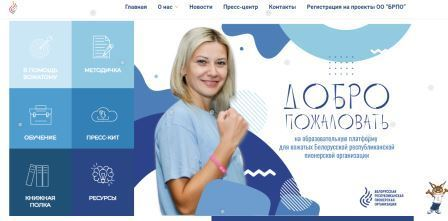 Главная О нас Новости Пресс-центр Контакты Регистрация на проекты ОО "БРПО"
В ПОМОЩЬ
ВОЖАТОМУ
МЕТОДИЧКА
ОБУЧЕНИЕ
ПРЕСС-КИТ
КНИЖНАЯ
ПОЛКА
РЕСУРСЫ
ДОБРО
ПОЖАЛОВАТЬ
на образовательную платформу
для вожатых Белорусской республиканской
пионерской организации
БЕЛОРУССКАЯ
РЕСПУБЛИКАНСКАЯ
ПИОНЕРСКАЯ
ОРГАНИЗАЦИЯ